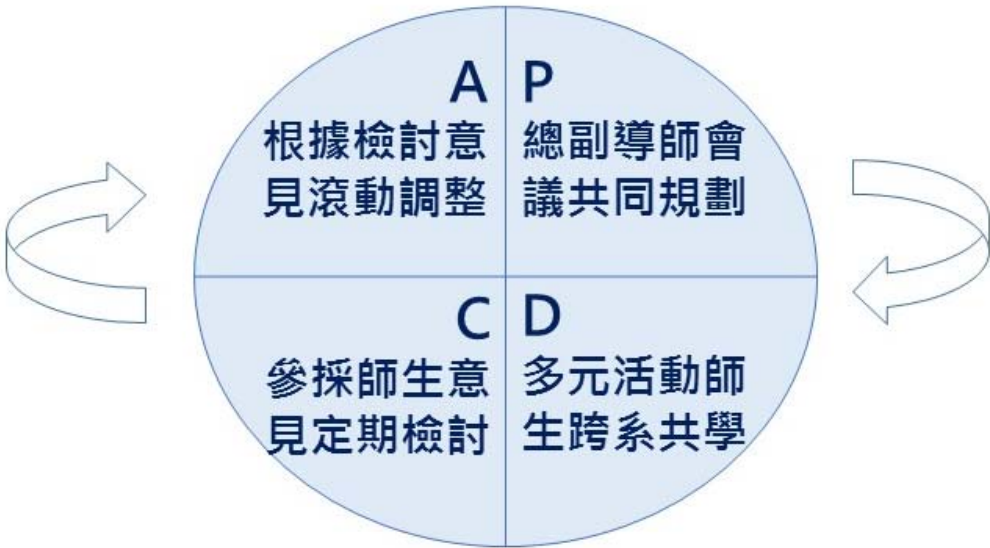 A
根據檢討意
見滾動調整
P
總副導師會
議共同規劃
C
參採師生意
見定期檢討
D
多元活動師
生跨系共學